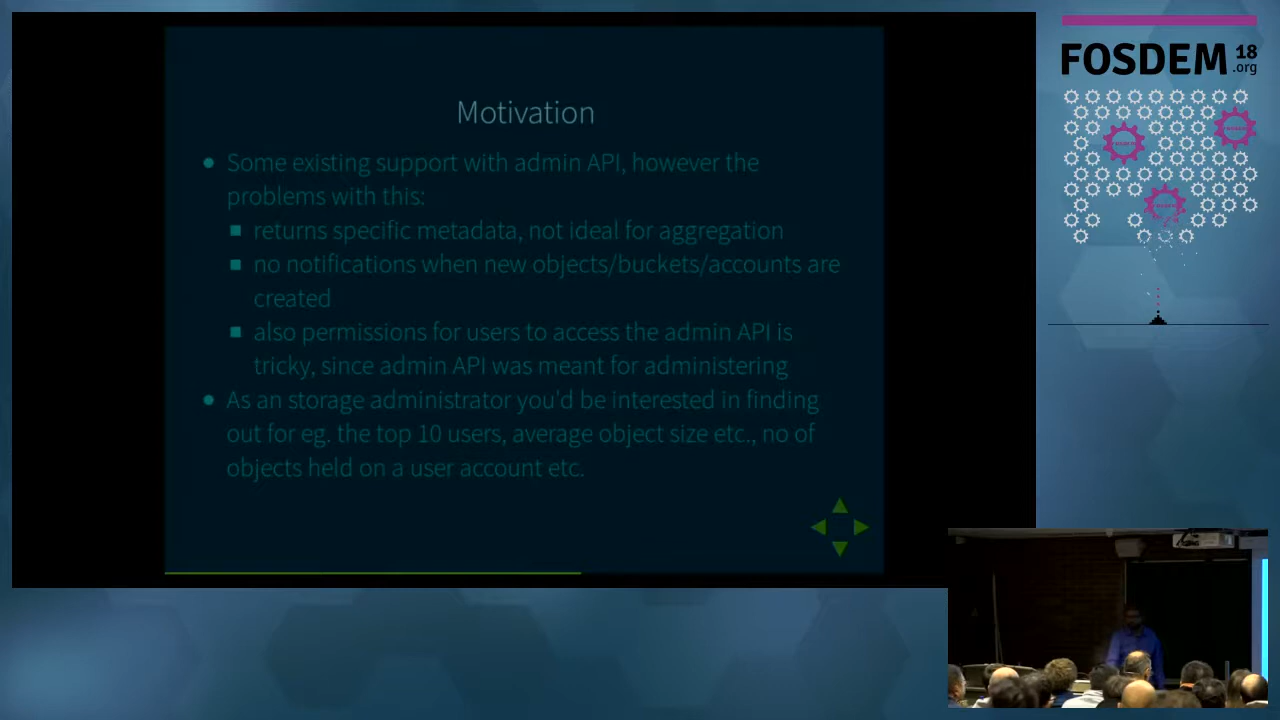 Motivation
Some existing support with admin API, however the
problems with this:
returns specific metadata, not ideal for aggregation
no notifications when new objects/buckets/accounts are
created
also permissions for users to access the admin API is
tricky, since admin API was meant for administering
As an storage administrator you'd be interested in finding
out for eg. the top 10 users, average object size etc., no of
objects held on a user account etc.
FOSDEM 18
.org